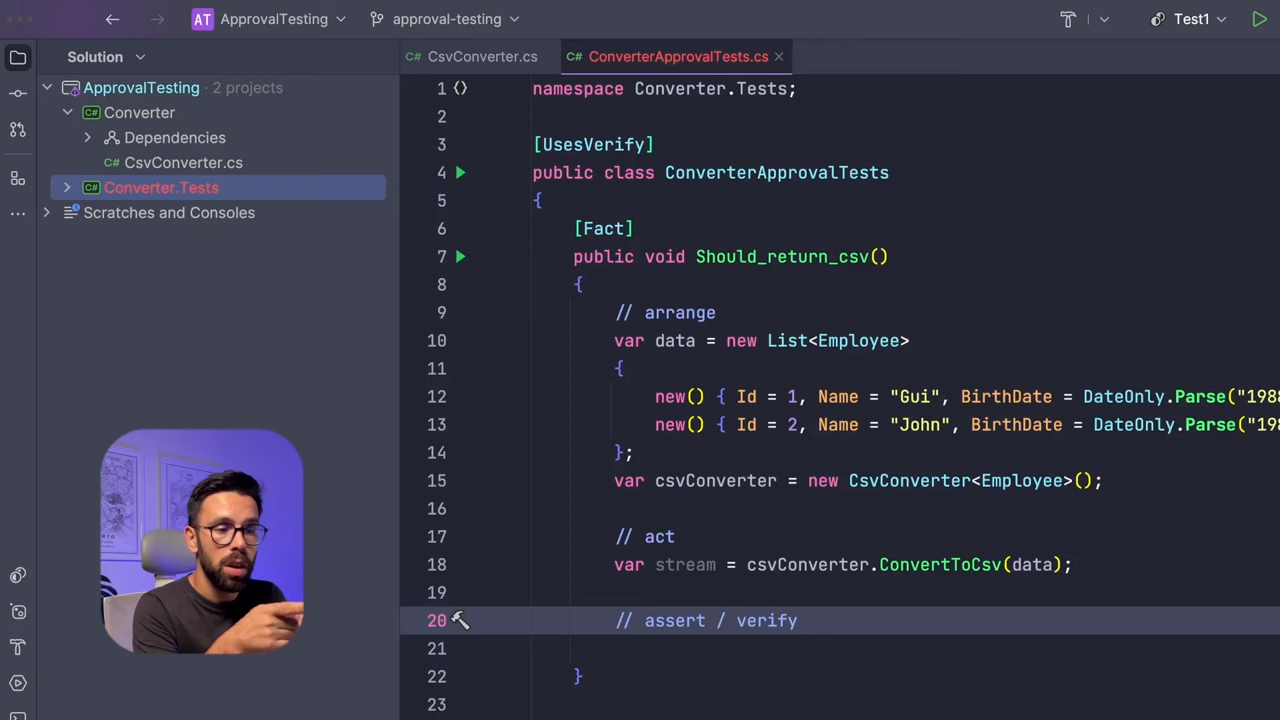 AT ApprovalTesting approval-testing Test1
Solution CsvConverter.cs ConverterApprovalTests.cs
ApprovalTesting · 2 projects
Converter
Dependencies
CsvConverter.cs
Converter.Tests
Scratches and Consoles
1 namespace Converter.Tests;
2
3 [UsesVerify]
4 public class ConverterApprovalTests
5 {
6 [Fact]
7 public void Should_return_csv()
8 {
9 // arrange
10 var data = new List<Employee>
11 {
12 new() { Id = 1, Name = "Gui", BirthDate = DateOnly.Parse("198
13 new() { Id = 2, Name = "John", BirthDate = DateOnly.Parse("19
14 };
15 var csvConverter = new CsvConverter<Employee>();
16
17 // act
18 var stream = csvConverter.ConvertToCsv(data);
19
20 // assert / verify
21
22 }
23